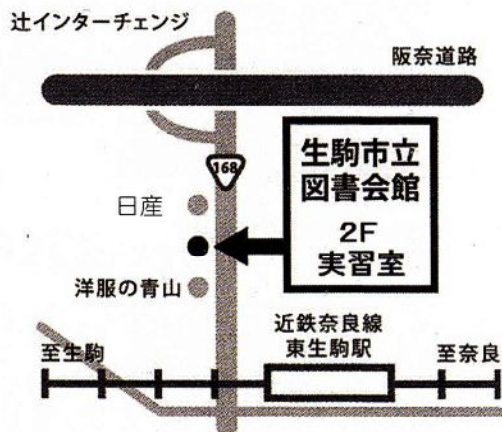 辻インターチェンジ
阪奈道路
168
生駒市立
図書会館
2F
実習室
日産
洋服の青山
近鉄奈良線
東生駒駅
至生駒
至奈良